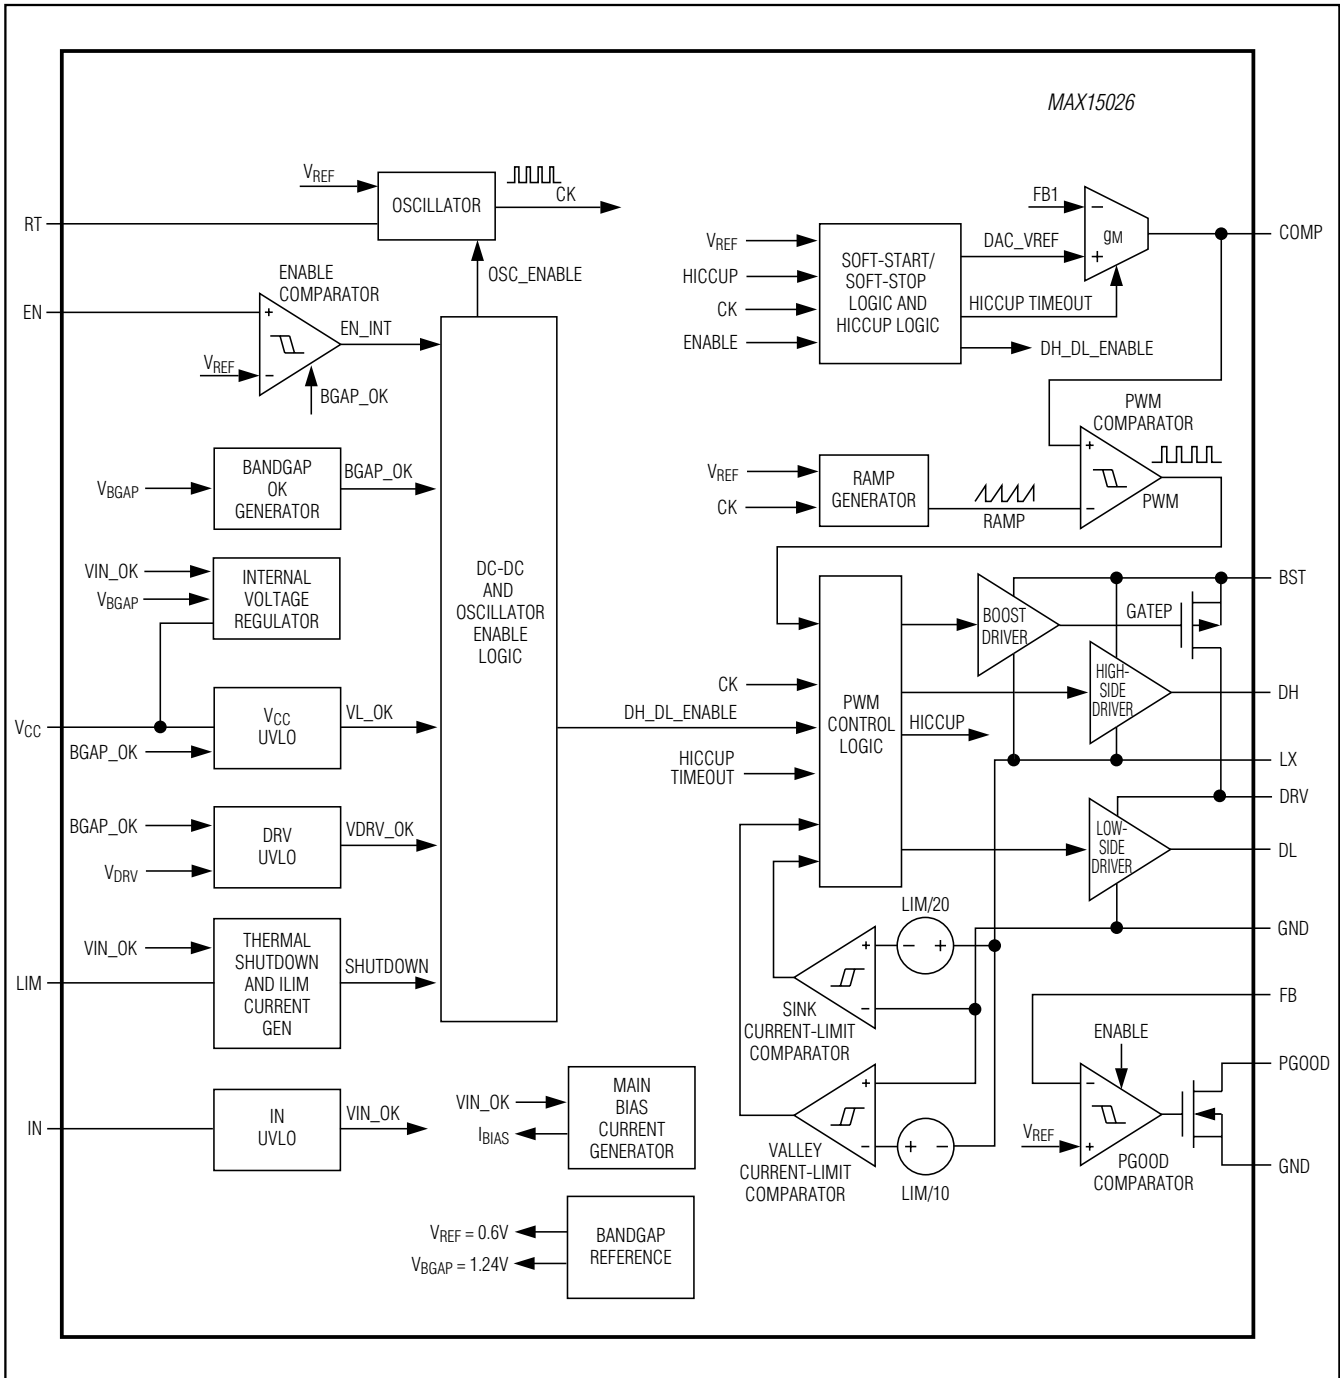 MAX15026
VREF
OSCILLATOR
CK
RT
OSC_ENABLE
ENABLE
COMPARATOR
EN
+
EN_INT
VREF
−
BGAP_OK
FB1
−
gM
+
COMP
VREF
HICCUP
CK
ENABLE
SOFT-START/
SOFT-STOP
LOGIC AND
HICCUP LOGIC
DAC_VREF
HICCUP TIMEOUT
DH_DL_ENABLE
PWM
COMPARATOR
+
−
PWM
VREF
CK
RAMP
GENERATOR
RAMP
VBGAP
BANDGAP
OK
GENERATOR
BGAP_OK
VIN_OK
VBGAP
INTERNAL
VOLTAGE
REGULATOR
DC-DC
AND
OSCILLATOR
ENABLE
LOGIC
VCC
BGAP_OK
VCC
UVLO
VL_OK
BGAP_OK
VDRV
DRV
UVLO
VDRV_OK
VIN_OK
LIM
THERMAL
SHUTDOWN
AND ILIM
CURRENT
GEN
SHUTDOWN
IN
IN
UVLO
VIN_OK
CK
DH_DL_ENABLE
HICCUP
TIMEOUT
PWM
CONTROL
LOGIC
HICCUP
BOOST
DRIVER
GATEP
BST
HIGH-
SIDE
DRIVER
DH
LX
DRV
LOW-
SIDE
DRIVER
DL
GND
LIM/20
− +
+
−
SINK
CURRENT-LIMIT
COMPARATOR
+
−
+ −
LIM/10
VALLEY
CURRENT-LIMIT
COMPARATOR
FB
ENABLE
−
VREF
+
PGOOD
COMPARATOR
PGOOD
GND
VIN_OK
IBIAS
MAIN
BIAS
CURRENT
GENERATOR
VREF = 0.6V
VBGAP = 1.24V
BANDGAP
REFERENCE